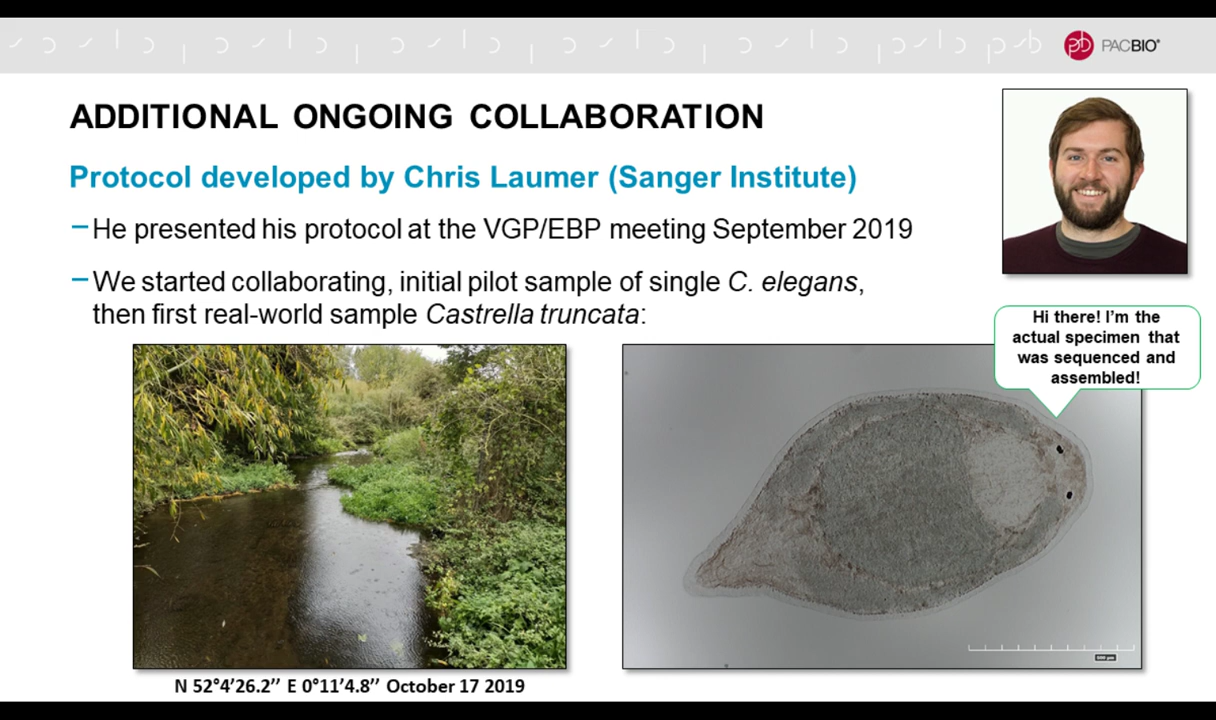 PACBIO®
ADDITIONAL ONGOING COLLABORATION
Protocol developed by Chris Laumer (Sanger Institute)
– He presented his protocol at the VGP/EBP meeting September 2019
– We started collaborating, initial pilot sample of single C. elegans,
then first real-world sample Castrella truncata:
Hi there! I'm the
actual specimen that
was sequenced and
assembled!
N 52°4’26.2’’ E 0°11’4.8’’ October 17 2019